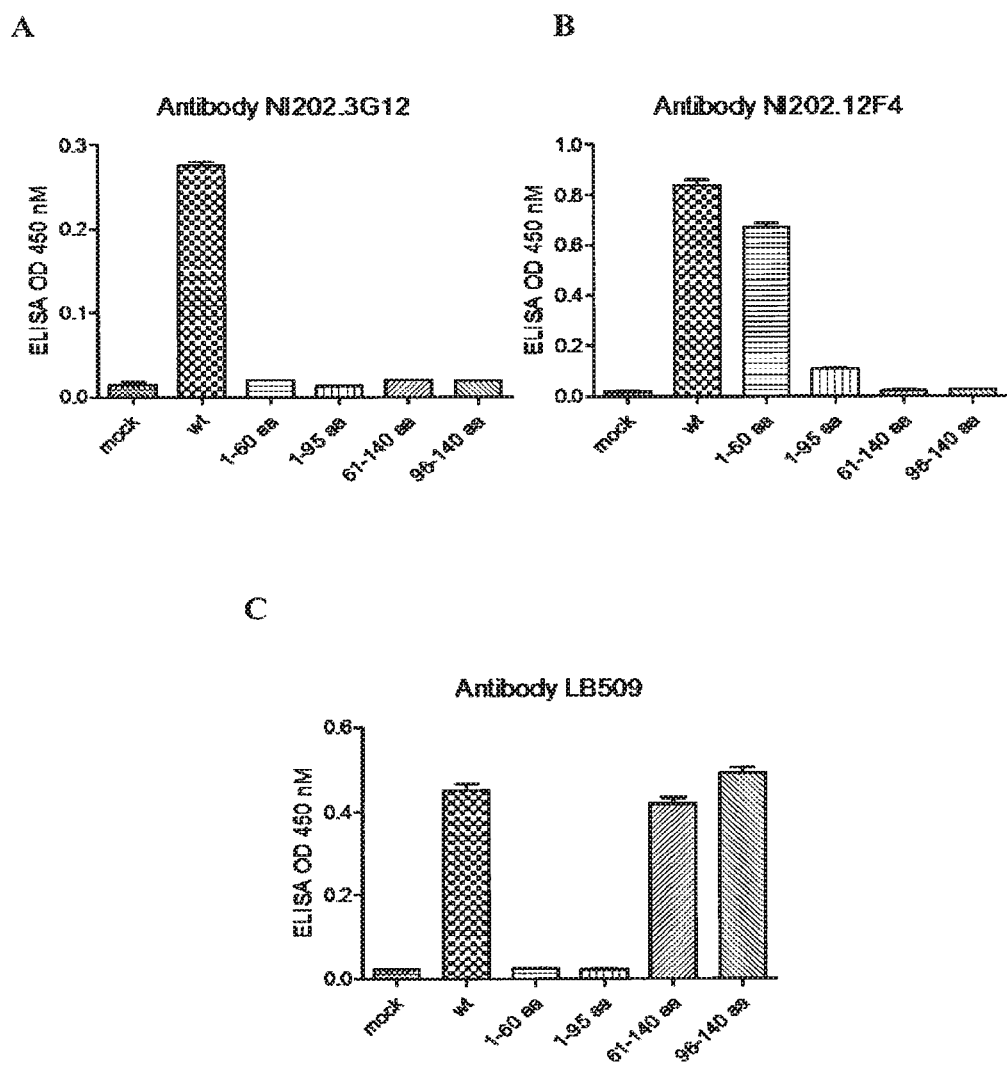 A
Antibody NI202.3G12
ELISA OD 450 nM
0.3
0.2
0.1
0.0
mock
wt
1-60 aa
1-95 aa
61-140 aa
96-140 aa
B
Antibody NI202.12F4
ELISA OD 450 nM
1.0
0.8
0.6
0.4
0.2
0.0
mock
wt
1-60 aa
1-95 aa
61-140 aa
96-140 aa
C
Antibody LB509
ELISA OD 450 nM
0.6
0.4
0.2
0.0
mock
wt
1-60 aa
1-95 aa
61-140 aa
96-140 aa